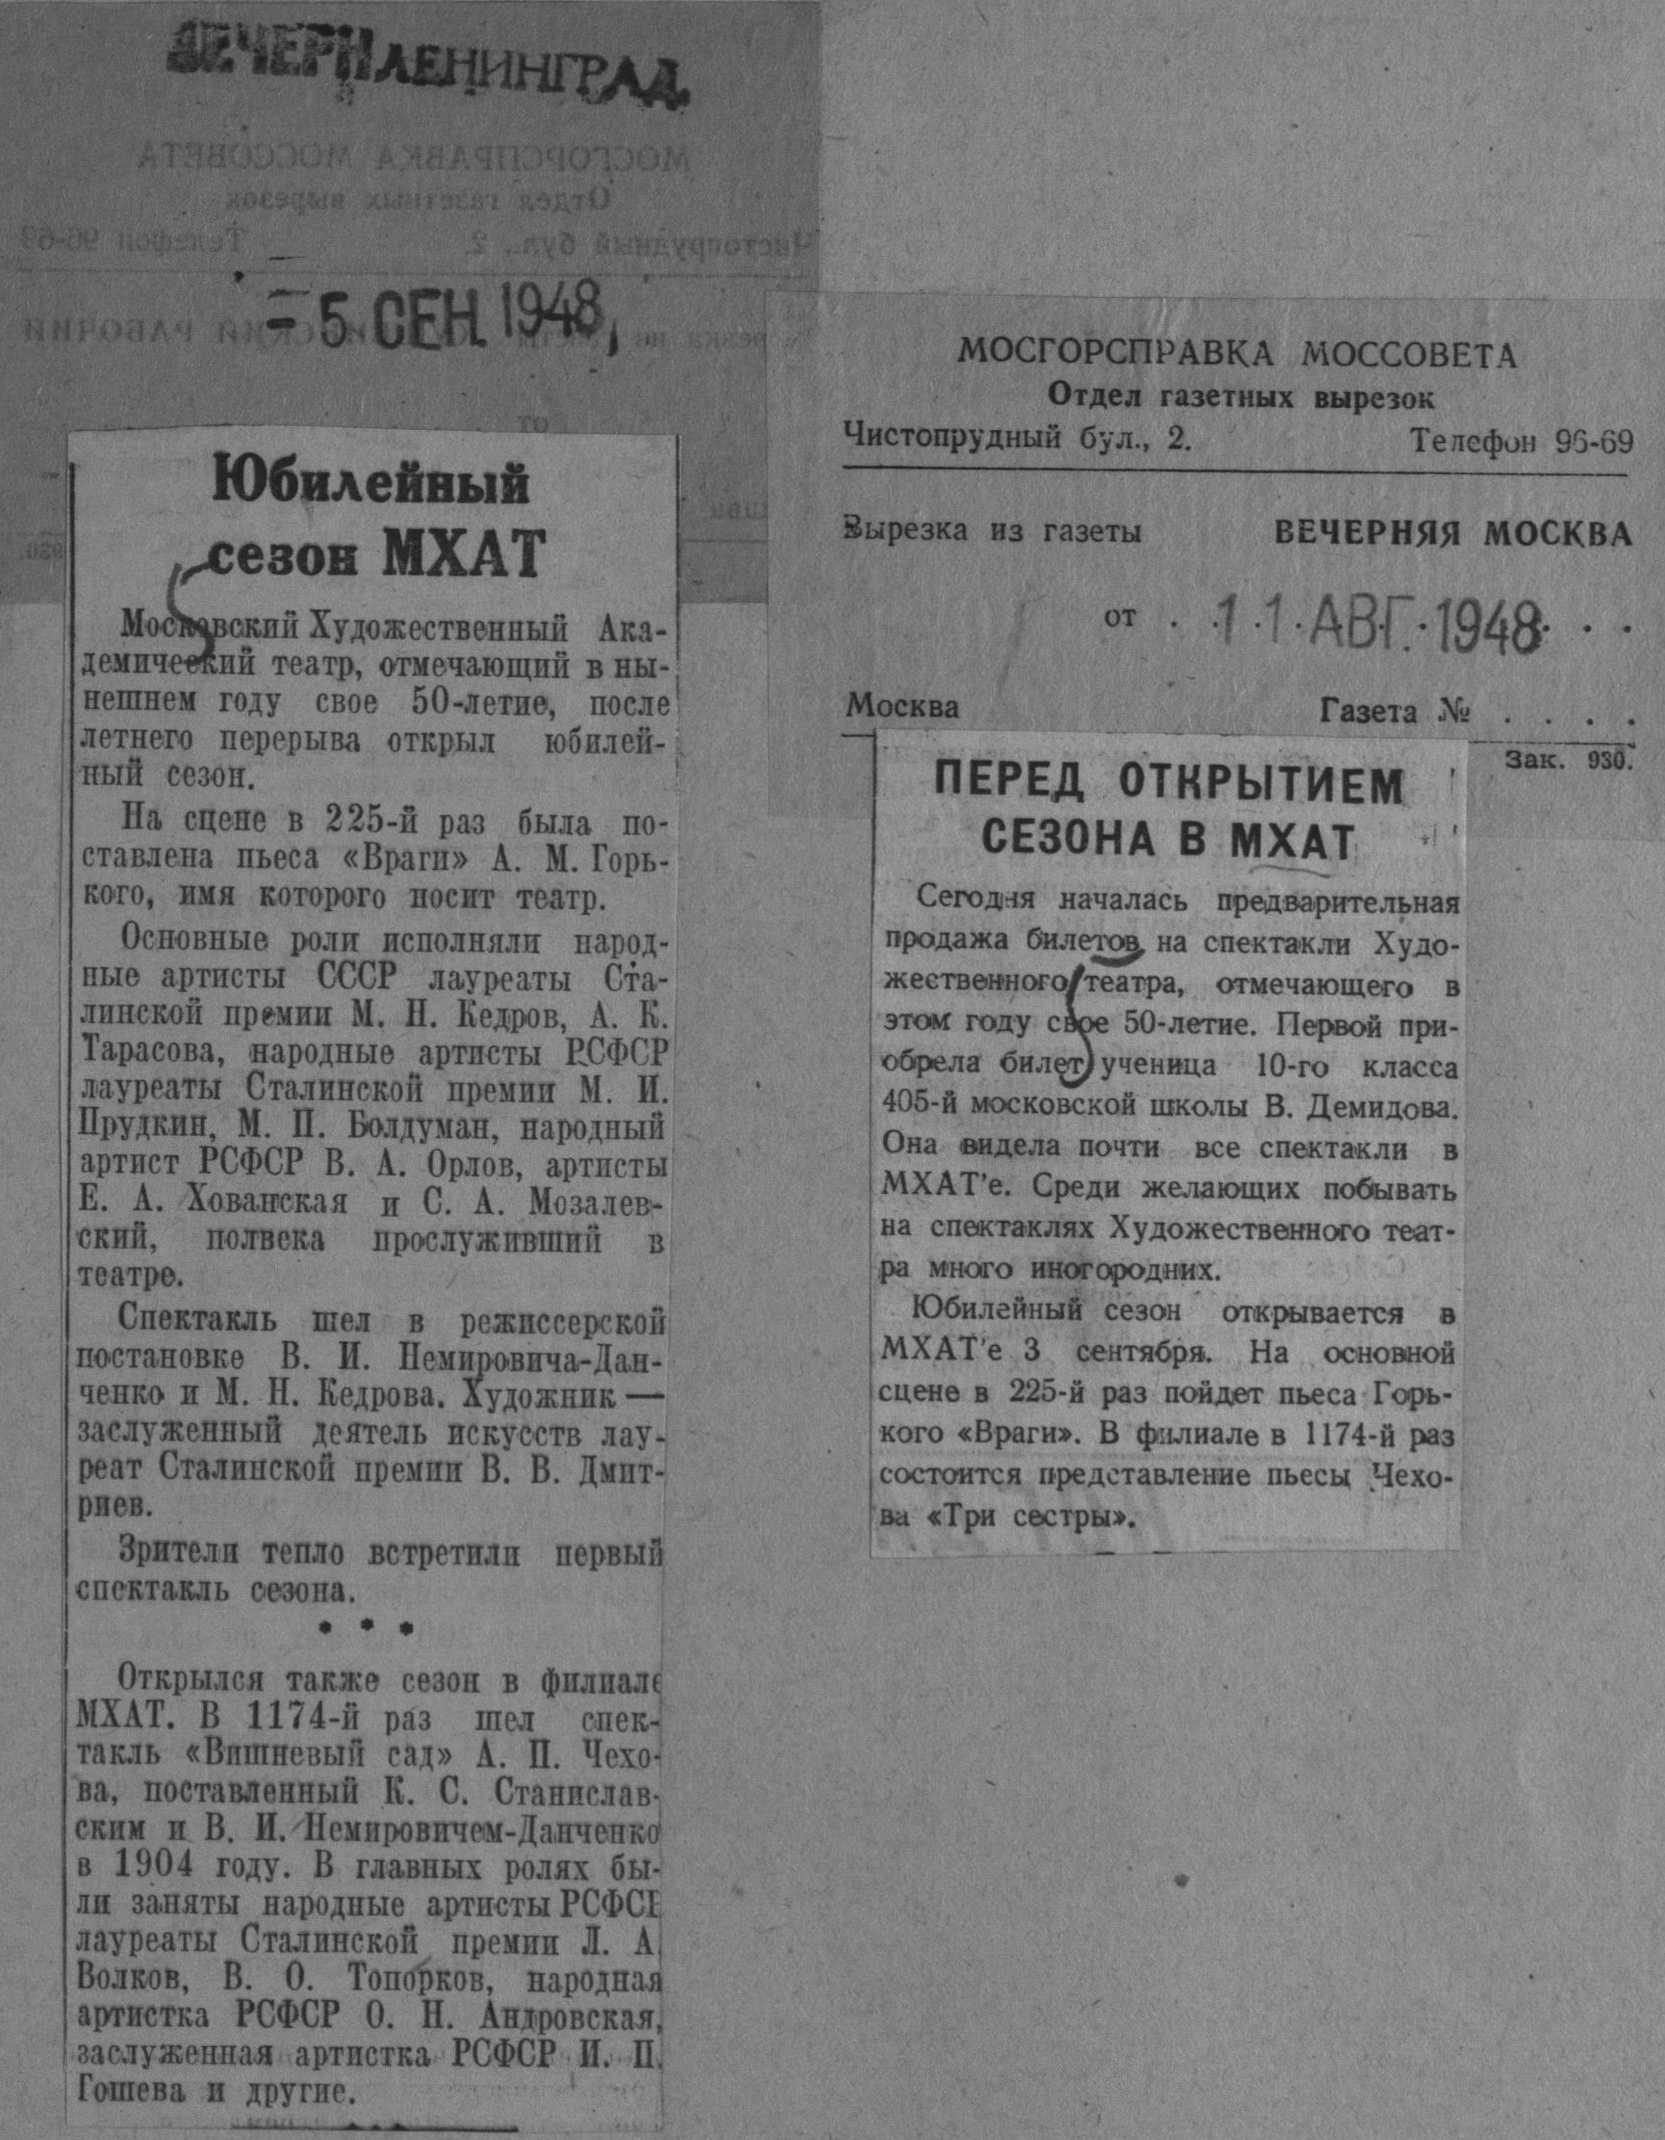 ВЕЧЕРН ЛЕНИНГРАД.
МОСГОРСПРАВКА МОССОВЕТА
Отдел газетных вырезок
Чистопрудный бул., 2. Телефон 96-69
- 5 СЕН. 1948
Юбилейный
сезон МХАТ
Московский Художественный Ака-
демический театр, отмечающий в ны-
нешнем году свое 50-летие, после
летнего перерыва открыл юбилей-
ный сезон.
На сцене в 225-й раз была по-
ставлена пьеса «Враги» А. М. Горь-
кого, имя которого носит театр.
Основные роли исполняли народ-
ные артисты СССР лауреаты Ста-
линской премии М. Н. Кедров, А. К.
Тарасова, народные артисты РСФСР
лауреаты Сталинской премии М. И.
Прудкин, М. П. Болдуман, народный
артист РСФСР В. А. Орлов, артисты
Е. А. Хованская и С. А. Мозалев-
ский, полвека прослуживший в
театре.
Спектакль шел в режиссерской
постановке В. И. Немировича-Дан-
ченко и М. Н. Кедрова. Художник —
заслуженный деятель искусств лау-
реат Сталинской премии В. В. Дмит-
риев.
Зрители тепло встретили первый
спектакль сезона.
* * *
Открылся также сезон в филиале
МХАТ. В 1174-й раз шел спек-
такль «Вишневый сад» А. П. Чехо-
ва, поставленный К. С. Станислав-
ским и В. И. Немировичем-Данченко
в 1904 году. В главных ролях бы-
ли заняты народные артисты РСФСР
лауреаты Сталинской премии Л. А.
Волков, В. О. Топорков, народная
артистка РСФСР О. Н. Андровская,
заслуженная артистка РСФСР И. П.
Гошева и другие.
МОСГОРСПРАВКА МОССОВЕТА
Отдел газетных вырезок
Чистопрудный бул., 2. Телефон 96-69
Вырезка из газеты ВЕЧЕРНЯЯ МОСКВА
от . . 11 . АВГ. 1948 . . .
Москва Газета № . . . .
Зак. 930.
ПЕРЕД ОТКРЫТИЕМ
СЕЗОНА В МХАТ
Сегодня началась предварительная
продажа билетов на спектакли Худо-
жественного театра, отмечающего в
этом году свое 50-летие. Первой при-
обрела билет ученица 10-го класса
405-й московской школы В. Демидова.
Она видела почти все спектакли в
МХАТ'е. Среди желающих побывать
на спектаклях Художественного теат-
ра много иногородних.
Юбилейный сезон открывается в
МХАТ'е 3 сентября. На основной
сцене в 225-й раз пойдет пьеса Горь-
кого «Враги». В филиале в 1174-й раз
состоится представление пьесы Чехо-
ва «Три сестры».